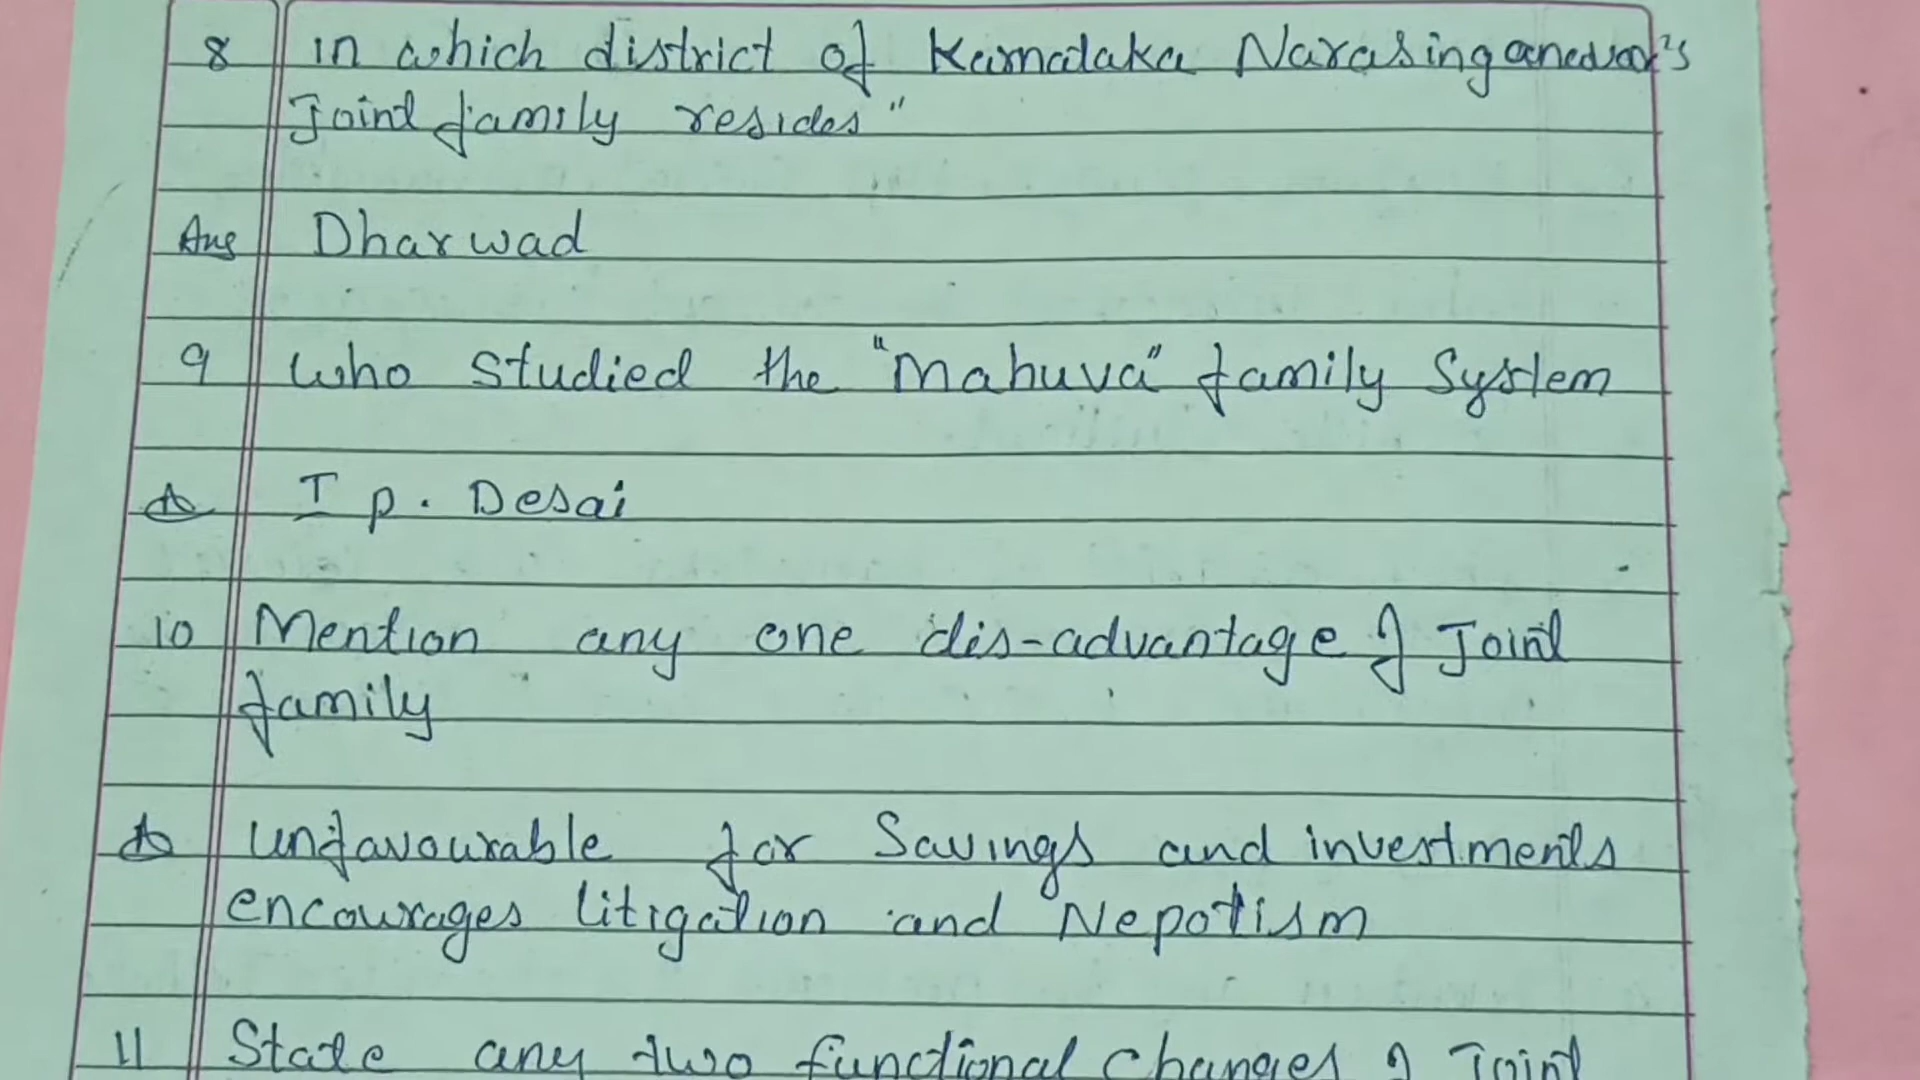 8 in which district of Karnataka Narasinganavar's
Joint family resides"
Ans Dharwad
9 Who studied the "Mahuva" family System
A I p. Desai
10 Mention any one dis-advantage of Joint
family
A unfavourable for Savings and investments
encourages litigation and Nepotism
11 State any two functional changes of Joint